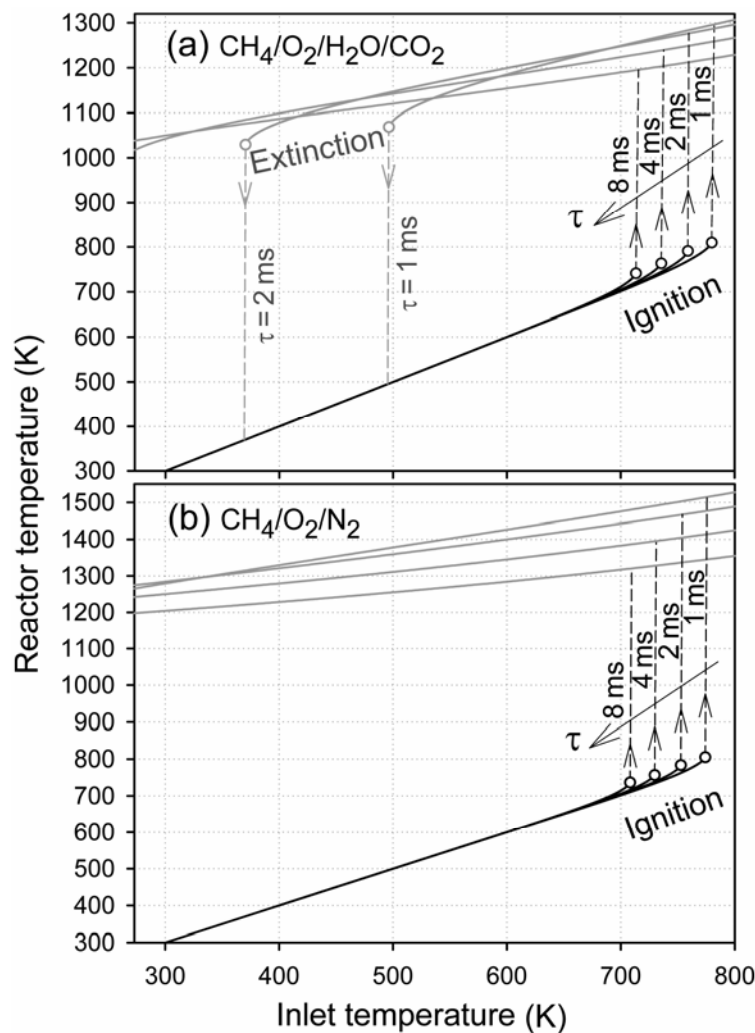 (a) CH4/O2/H2O/CO2
1300
1200
1100
1000
900
800
700
600
500
400
300
Extinction
τ = 2 ms
τ = 1 ms
8 ms
4 ms
2 ms
1 ms
τ
Ignition
(b) CH4/O2/N2
1500
1400
1300
1200
1100
1000
900
800
700
600
500
400
300
8 ms
4 ms
2 ms
1 ms
τ
Ignition
Reactor temperature (K)
300 400 500 600 700 800
Inlet temperature (K)